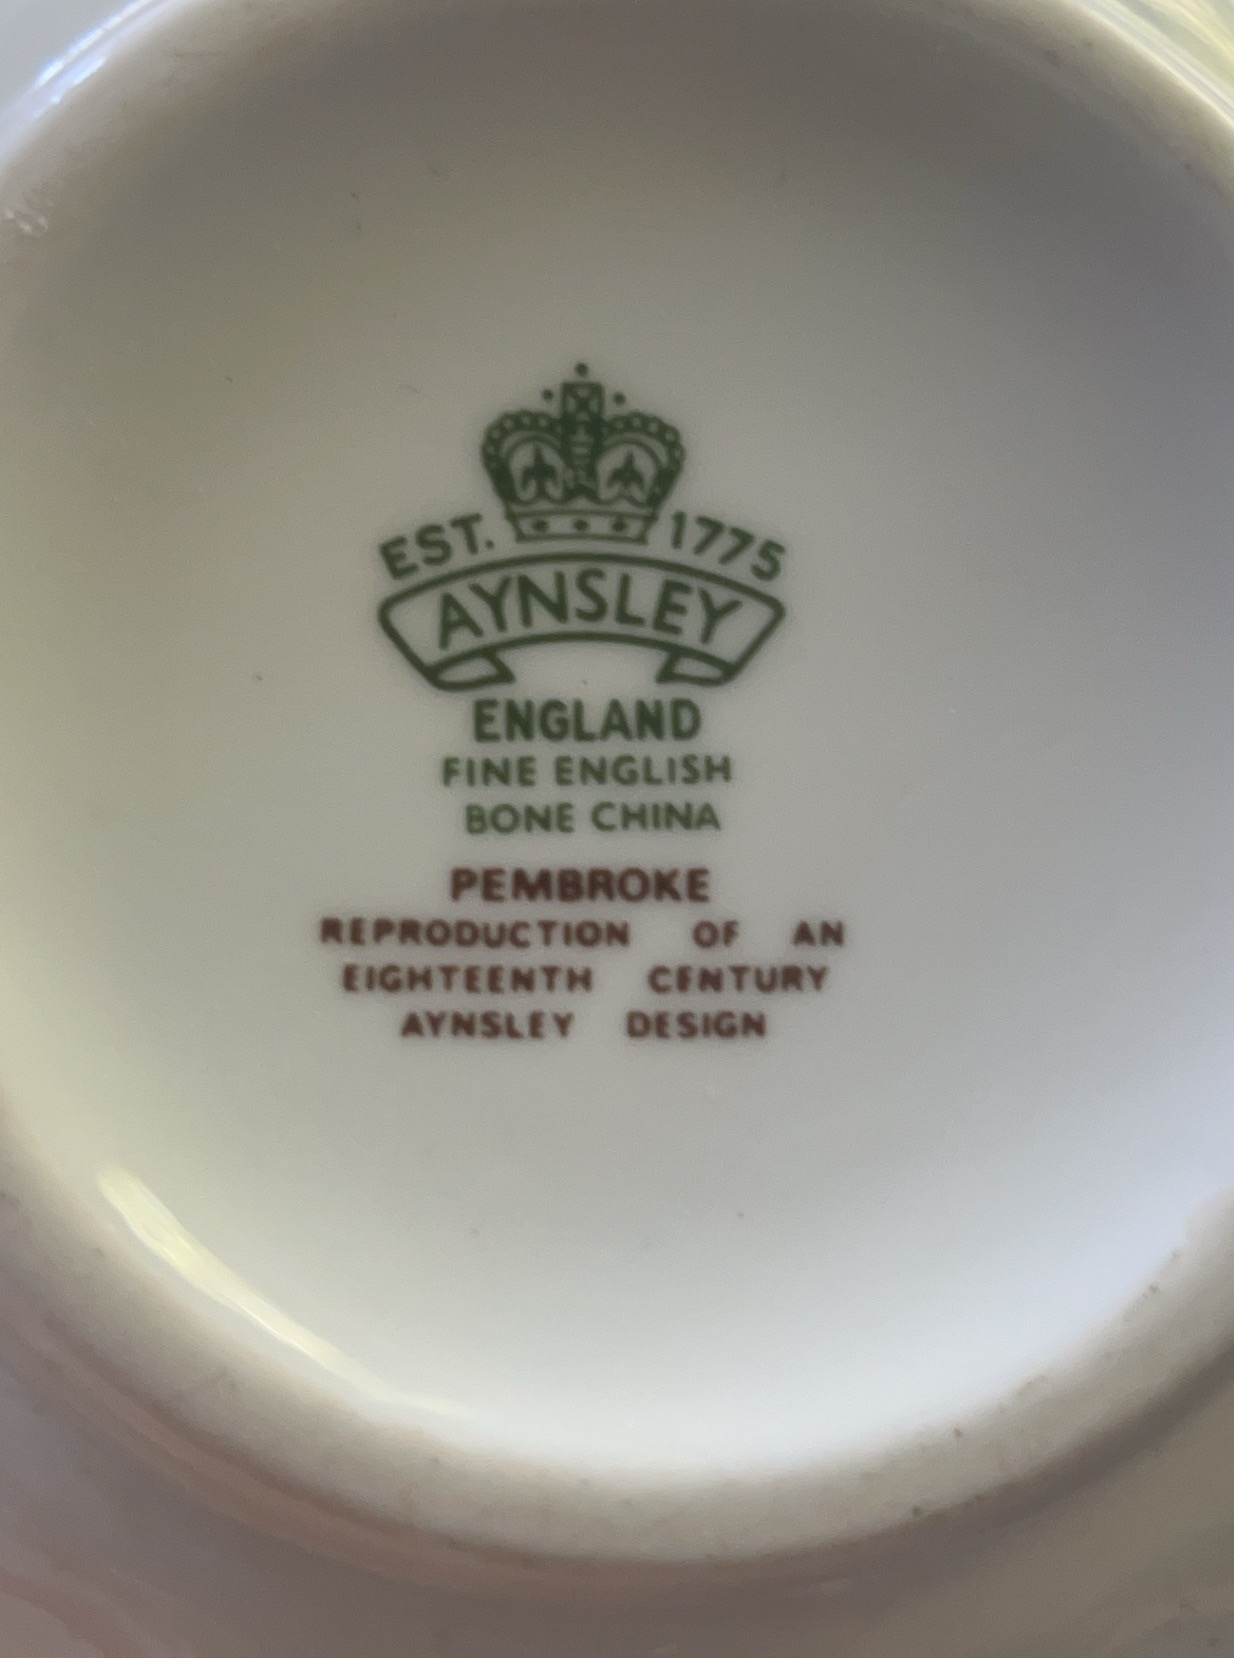 EST. 1775
AYNSLEY
ENGLAND
FINE ENGLISH
BONE CHINA
PEMBROKE
REPRODUCTION OF AN
EIGHTEENTH CENTURY
AYNSLEY DESIGN